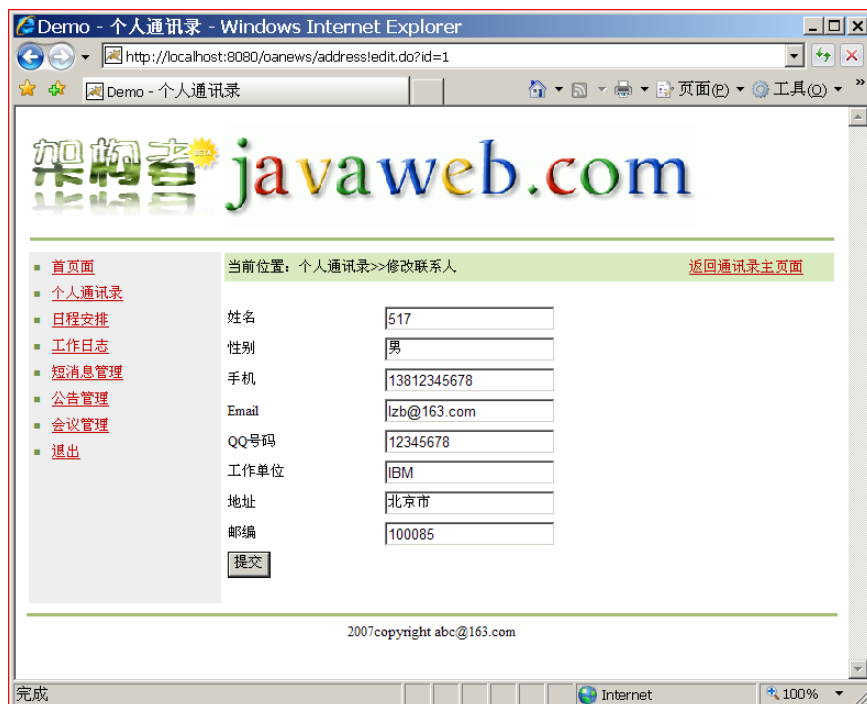 Demo - 个人通讯录 - Windows Internet Explorer
http://localhost:8080/oanews/address!edit.do?id=1
Demo - 个人通讯录
页面(P)
工具(O)
»
架构者 BETA javaweb.com
首页面
个人通讯录
日程安排
工作日志
短消息管理
公告管理
会议管理
退出
当前位置：个人通讯录>>修改联系人 返回通讯录主页面
姓名 517
性别 男
手机 13812345678
Email lzb@163.com
QQ号码 12345678
工作单位 IBM
地址 北京市
邮编 100085
提交
2007copyright abc@163.com
完成 Internet 100%